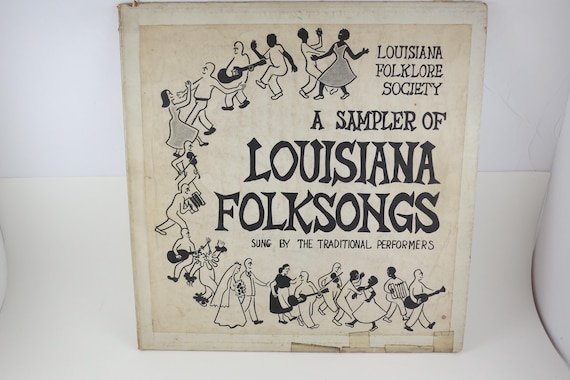 LOUISIANA
FOLKLORE
SOCIETY
A SAMPLER OF
LOUISIANA
FOLKSONGS
SUNG BY THE TRADITIONAL PERFORMERS